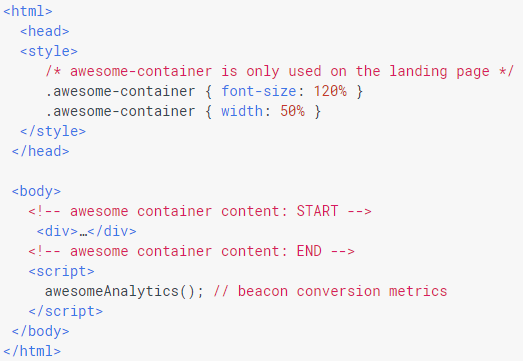 <html>
  <head>
  <style>
     /* awesome-container is only used on the landing page */
     .awesome-container { font-size: 120% }
     .awesome-container { width: 50% }
  </style>
 </head>

 <body>
   <!-- awesome container content: START -->
    <div>…</div>
   <!-- awesome container content: END -->
   <script>
     awesomeAnalytics(); // beacon conversion metrics
   </script>
 </body>
</html>